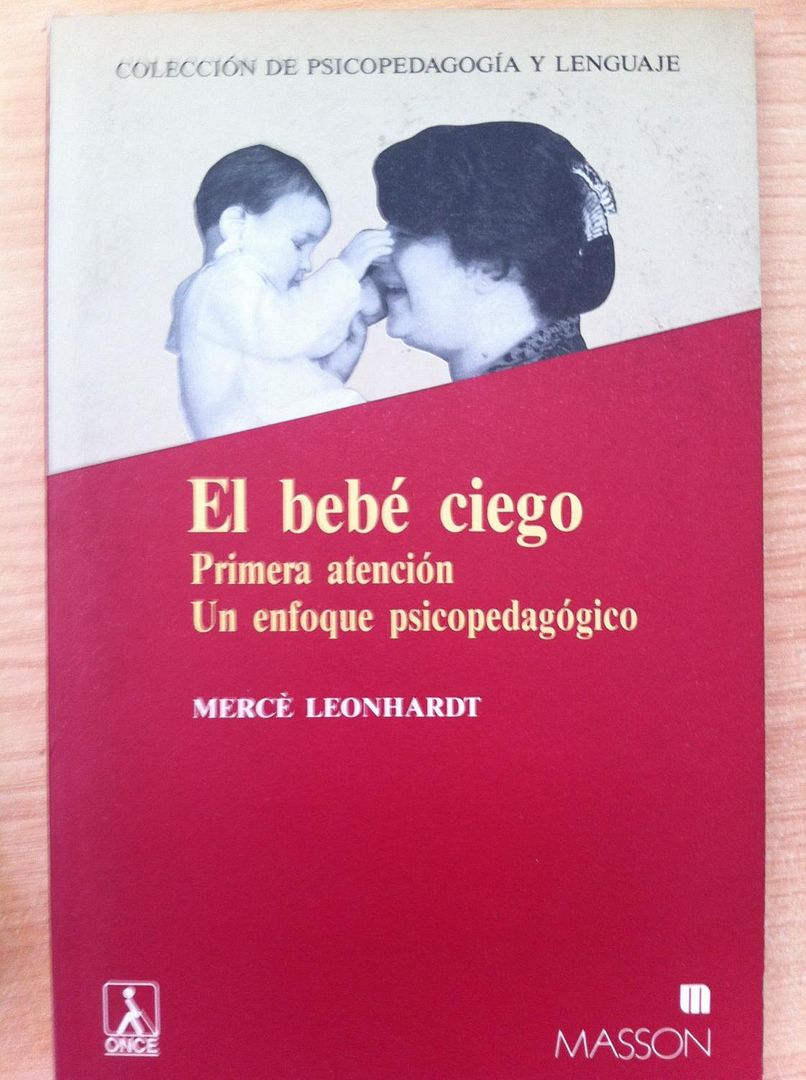 COLECCIÓN DE PSICOPEDAGOGÍA Y LENGUAJE
El bebé ciego
Primera atención
Un enfoque psicopedagógico
MERCÈ LEONHARDT
ONCE
m
MASSON